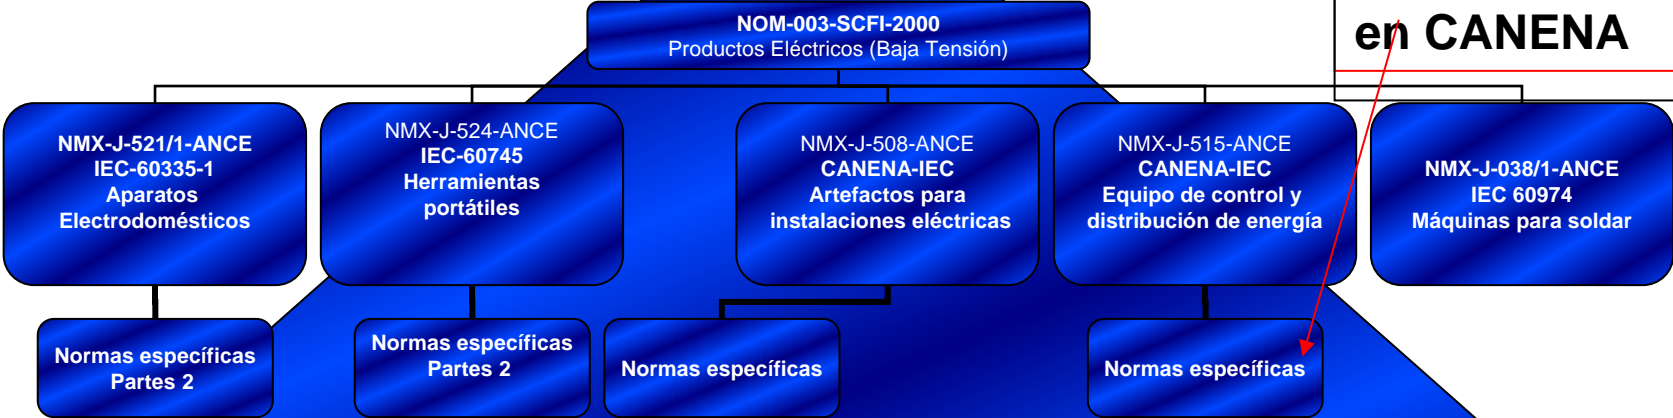 NOM-003-SCFI-2000
Productos Eléctricos (Baja Tensión)
en CANENA
NMX-J-521/1-ANCE
IEC-60335-1
Aparatos
Electrodomésticos
NMX-J-524-ANCE
IEC-60745
Herramientas
portátiles
NMX-J-508-ANCE
CANENA-IEC
Artefactos para
instalaciones eléctricas
NMX-J-515-ANCE
CANENA-IEC
Equipo de control y
distribución de energía
NMX-J-038/1-ANCE
IEC 60974
Máquinas para soldar
Normas específicas
Partes 2
Normas específicas
Partes 2
Normas específicas
Normas específicas